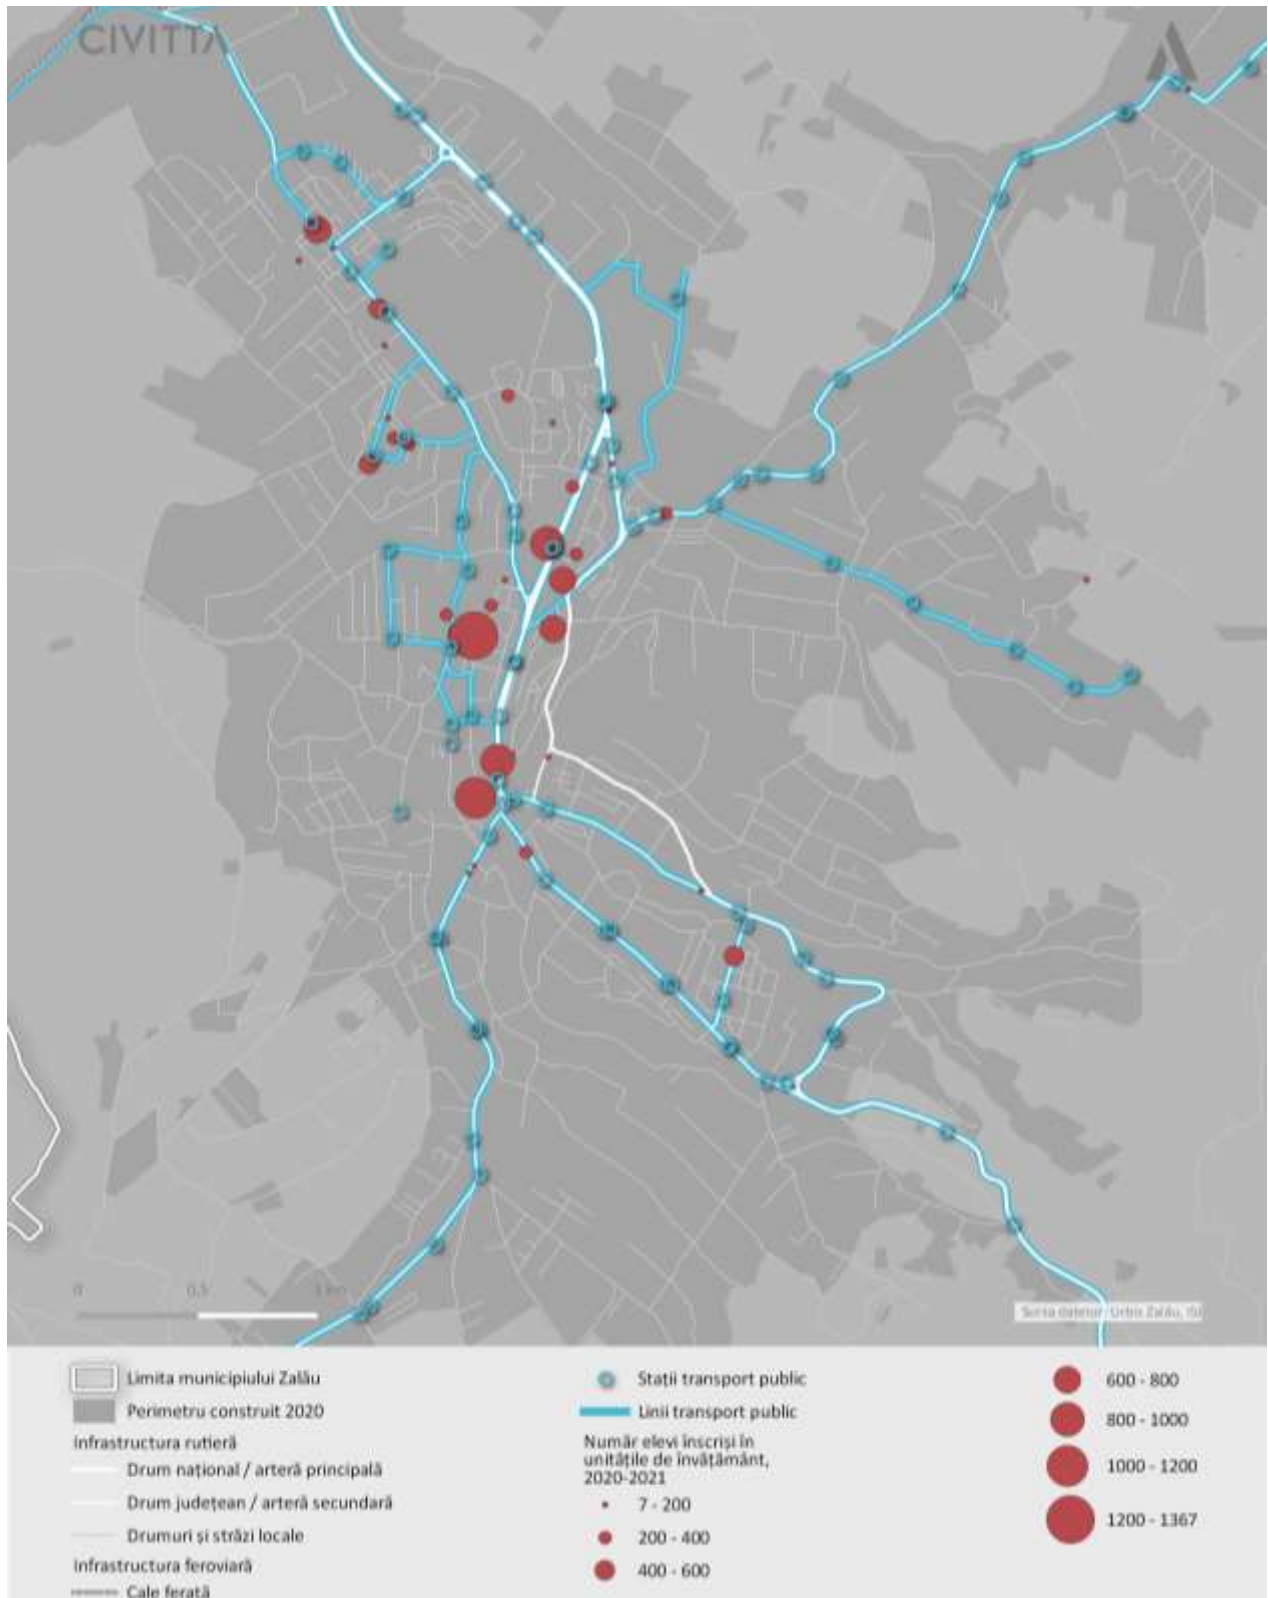 CIVITTA
0 0,5 1 km
Sursa datelor: Urbis Zalău, ISJ
Limita municipiului Zalău
Perimetru construit 2020
Infrastructura rutieră
Drum național / arteră principală
Drum județean / arteră secundară
Drumuri și străzi locale
Infrastructura feroviară
Cale ferată
Stații transport public
Linii transport public
Număr elevi înscriși în
unitățile de învățământ,
2020-2021
7 - 200
200 - 400
400 - 600
600 - 800
800 - 1000
1000 - 1200
1200 - 1367